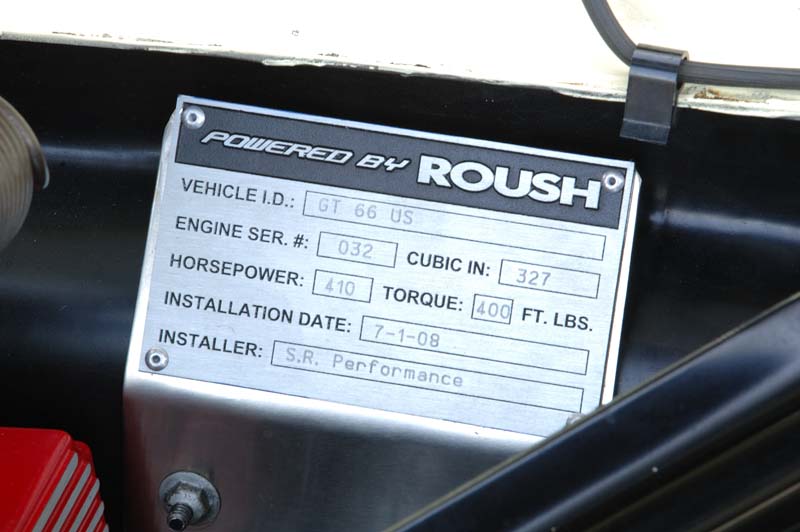 POWERED BY ROUSH
VEHICLE I.D.: GT 66 US
ENGINE SER. #: 032 CUBIC IN: 327
HORSEPOWER: 410 TORQUE: 400 FT. LBS.
INSTALLATION DATE: 7-1-08
INSTALLER: S.R. Performance